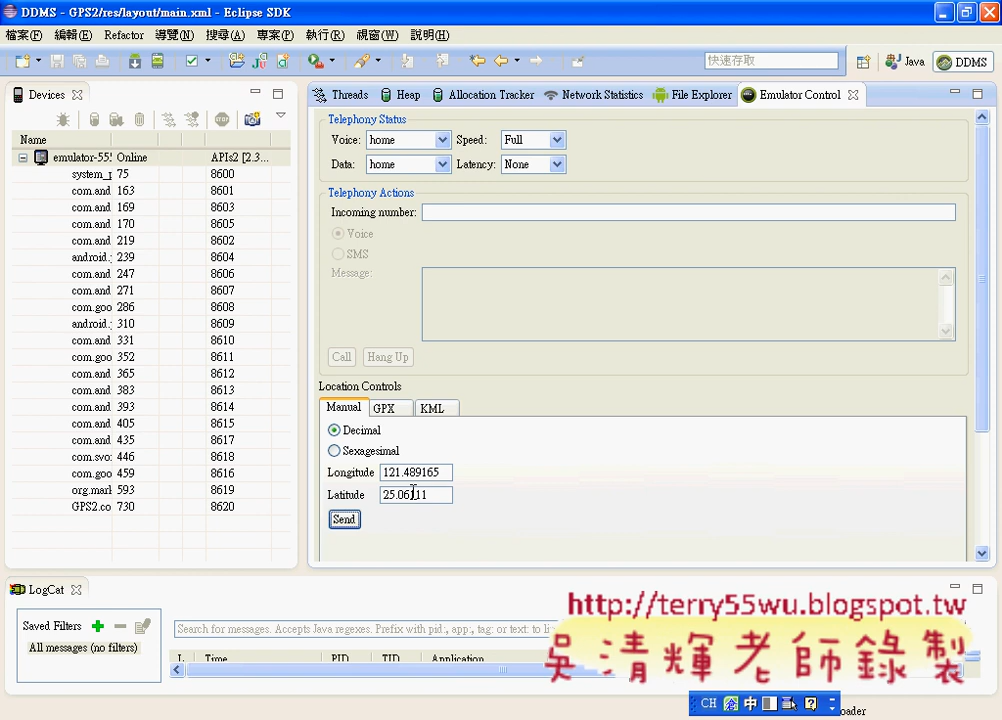 DDMS - GPS2/res/layout/main.xml - Eclipse SDK
檔案(F) 編輯(E) Refactor 導覽(N) 搜尋(A) 專案(P) 執行(R) 視窗(W) 說明(H)
快速存取 Java DDMS
Devices
Name
emulator-55! Online APIs2 [2.3...
system_ 75 8600
com.and 163 8601
com.and 169 8603
com.and 170 8605
com.and 219 8602
android. 239 8604
com.and 247 8606
com.and 271 8607
com.goo 286 8608
android. 310 8609
com.and 331 8610
com.goo 352 8611
com.and 365 8612
com.and 383 8613
com.and 393 8614
com.and 405 8615
com.and 435 8617
com.svo: 446 8618
com.goo 459 8616
org.marl 593 8619
GPS2.co 730 8620
Threads Heap Allocation Tracker Network Statistics File Explorer Emulator Control
Telephony Status
Voice: home Speed: Full
Data: home Latency: None
Telephony Actions
Incoming number:
Voice
SMS
Message:
Call Hang Up
Location Controls
Manual GPX KML
Decimal
Sexagesimal
Longitude 121.489165
Latitude
Send
LogCat
Saved Filters
All messages (no filters)
Search for messages. Accepts Java regexes. Prefix with pid:, app:, tag: or text: to li
L Time PID TID Application
http://terry55wu.blogspot.tw
吳清輝老師錄製
CH 中
oader